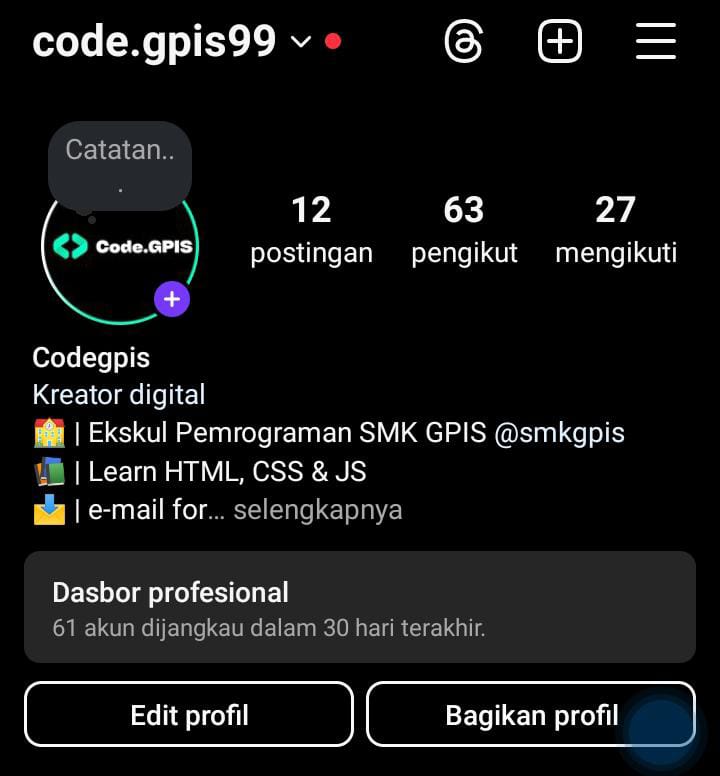 code.gpis99
Catatan..
.
Code.GPIS
12 63 27
postingan pengikut mengikuti
Codegpis
Kreator digital
| Ekskul Pemrograman SMK GPIS @smkgpis
| Learn HTML, CSS & JS
| e-mail for... selengkapnya
Dasbor profesional
61 akun dijangkau dalam 30 hari terakhir.
Edit profil Bagikan profil